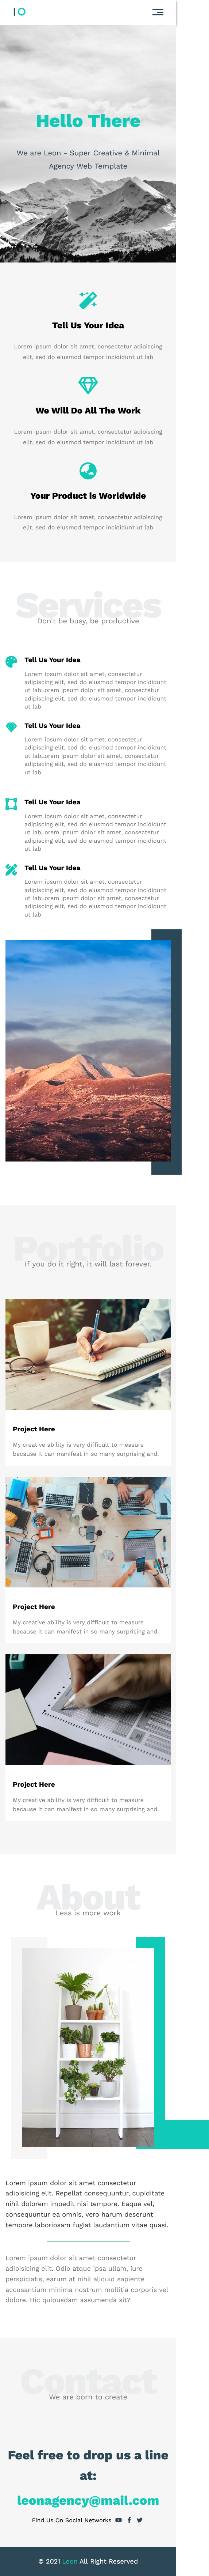 IO
Hello There
We are Leon - Super Creative & Minimal
Agency Web Template
Tell Us Your Idea
Lorem ipsum dolor sit amet, consectetur adipiscing
elit, sed do eiusmod tempor incididunt ut lab
We Will Do All The Work
Lorem ipsum dolor sit amet, consectetur adipiscing
elit, sed do eiusmod tempor incididunt ut lab
Your Product is Worldwide
Lorem ipsum dolor sit amet, consectetur adipiscing
elit, sed do eiusmod tempor incididunt ut lab
Services
Don't be busy, be productive
Tell Us Your Idea
Lorem ipsum dolor sit amet, consectetur
adipiscing elit, sed do eiusmod tempor incididunt
ut labLorem ipsum dolor sit amet, consectetur
adipiscing elit, sed do eiusmod tempor incididunt
ut lab
Tell Us Your Idea
Lorem ipsum dolor sit amet, consectetur
adipiscing elit, sed do eiusmod tempor incididunt
ut labLorem ipsum dolor sit amet, consectetur
adipiscing elit, sed do eiusmod tempor incididunt
ut lab
Tell Us Your Idea
Lorem ipsum dolor sit amet, consectetur
adipiscing elit, sed do eiusmod tempor incididunt
ut labLorem ipsum dolor sit amet, consectetur
adipiscing elit, sed do eiusmod tempor incididunt
ut lab
Tell Us Your Idea
Lorem ipsum dolor sit amet, consectetur
adipiscing elit, sed do eiusmod tempor incididunt
ut labLorem ipsum dolor sit amet, consectetur
adipiscing elit, sed do eiusmod tempor incididunt
ut lab
Portfolio
If you do it right, it will last forever.
Project Here
My creative ability is very difficult to measure
because it can manifest in so many surprising and.
Project Here
My creative ability is very difficult to measure
because it can manifest in so many surprising and.
Project Here
My creative ability is very difficult to measure
because it can manifest in so many surprising and.
About
Less is more work
Lorem ipsum dolor sit amet consectetur
adipisicing elit. Repellat consequuntur, cupiditate
nihil dolorem impedit nisi tempore. Eaque vel,
consequuntur ea omnis, vero harum deserunt
tempore laboriosam fugiat laudantium vitae quasi.
Lorem ipsum dolor sit amet consectetur
adipisicing elit. Odio atque ipsa ullam, iure
perspiciatis, earum at nihil aliquid sapiente
accusantium minima nostrum mollitia corporis vel
dolore. Hic quibusdam assumenda sit?
Contact
We are born to create
Feel free to drop us a line
at:
leonagency@mail.com
Find Us On Social Networks
© 2021 Leon All Right Reserved